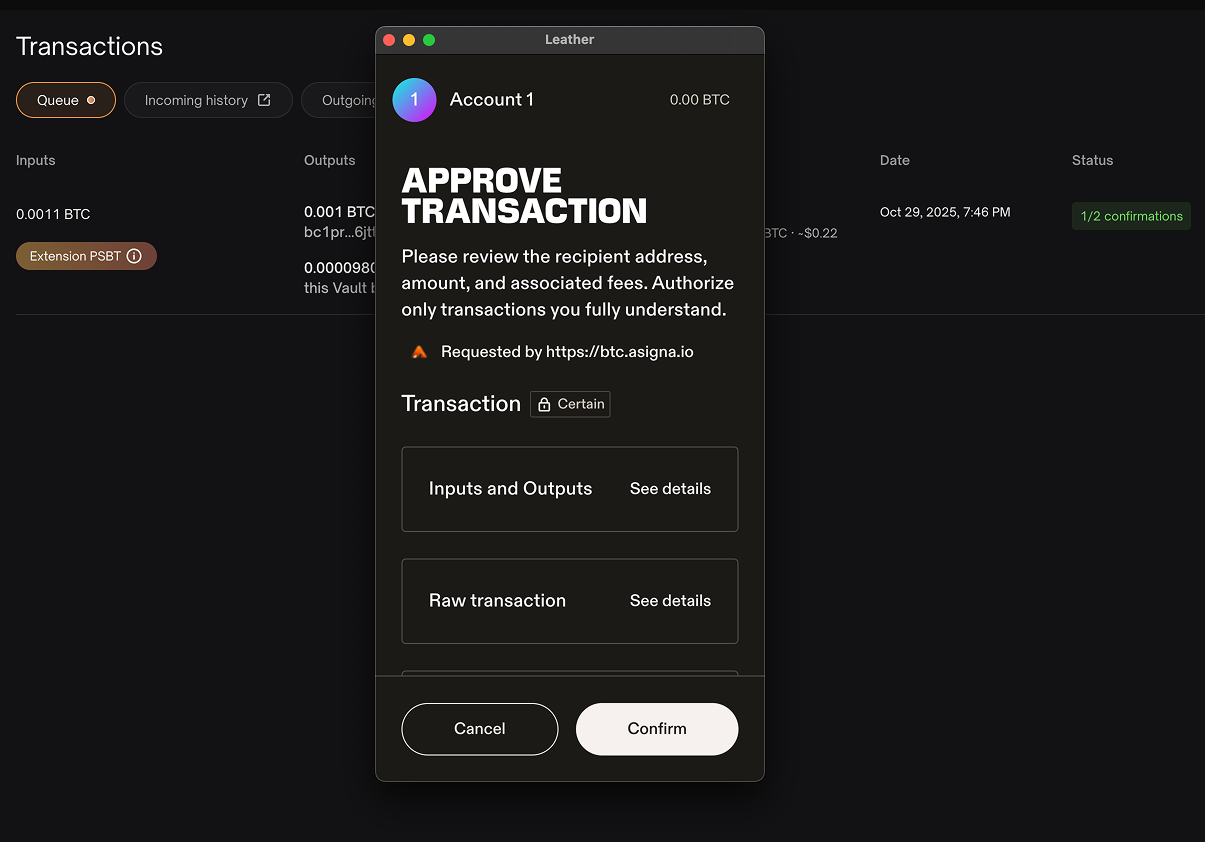 Transactions
Queue
Incoming history
Outgoing
Inputs
Outputs
Date
Status
0.0011 BTC
Extension PSBT
0.001 BTC
bc1pr...6jt
0.0000980
this Vault
BTC · ~$0.22
Oct 29, 2025, 7:46 PM
1/2 confirmations
Leather
1
Account 1
0.00 BTC
APPROVE
TRANSACTION
Please review the recipient address,
amount, and associated fees. Authorize
only transactions you fully understand.
Requested by https://btc.asigna.io
Transaction
Certain
Inputs and Outputs
See details
Raw transaction
See details
Cancel
Confirm